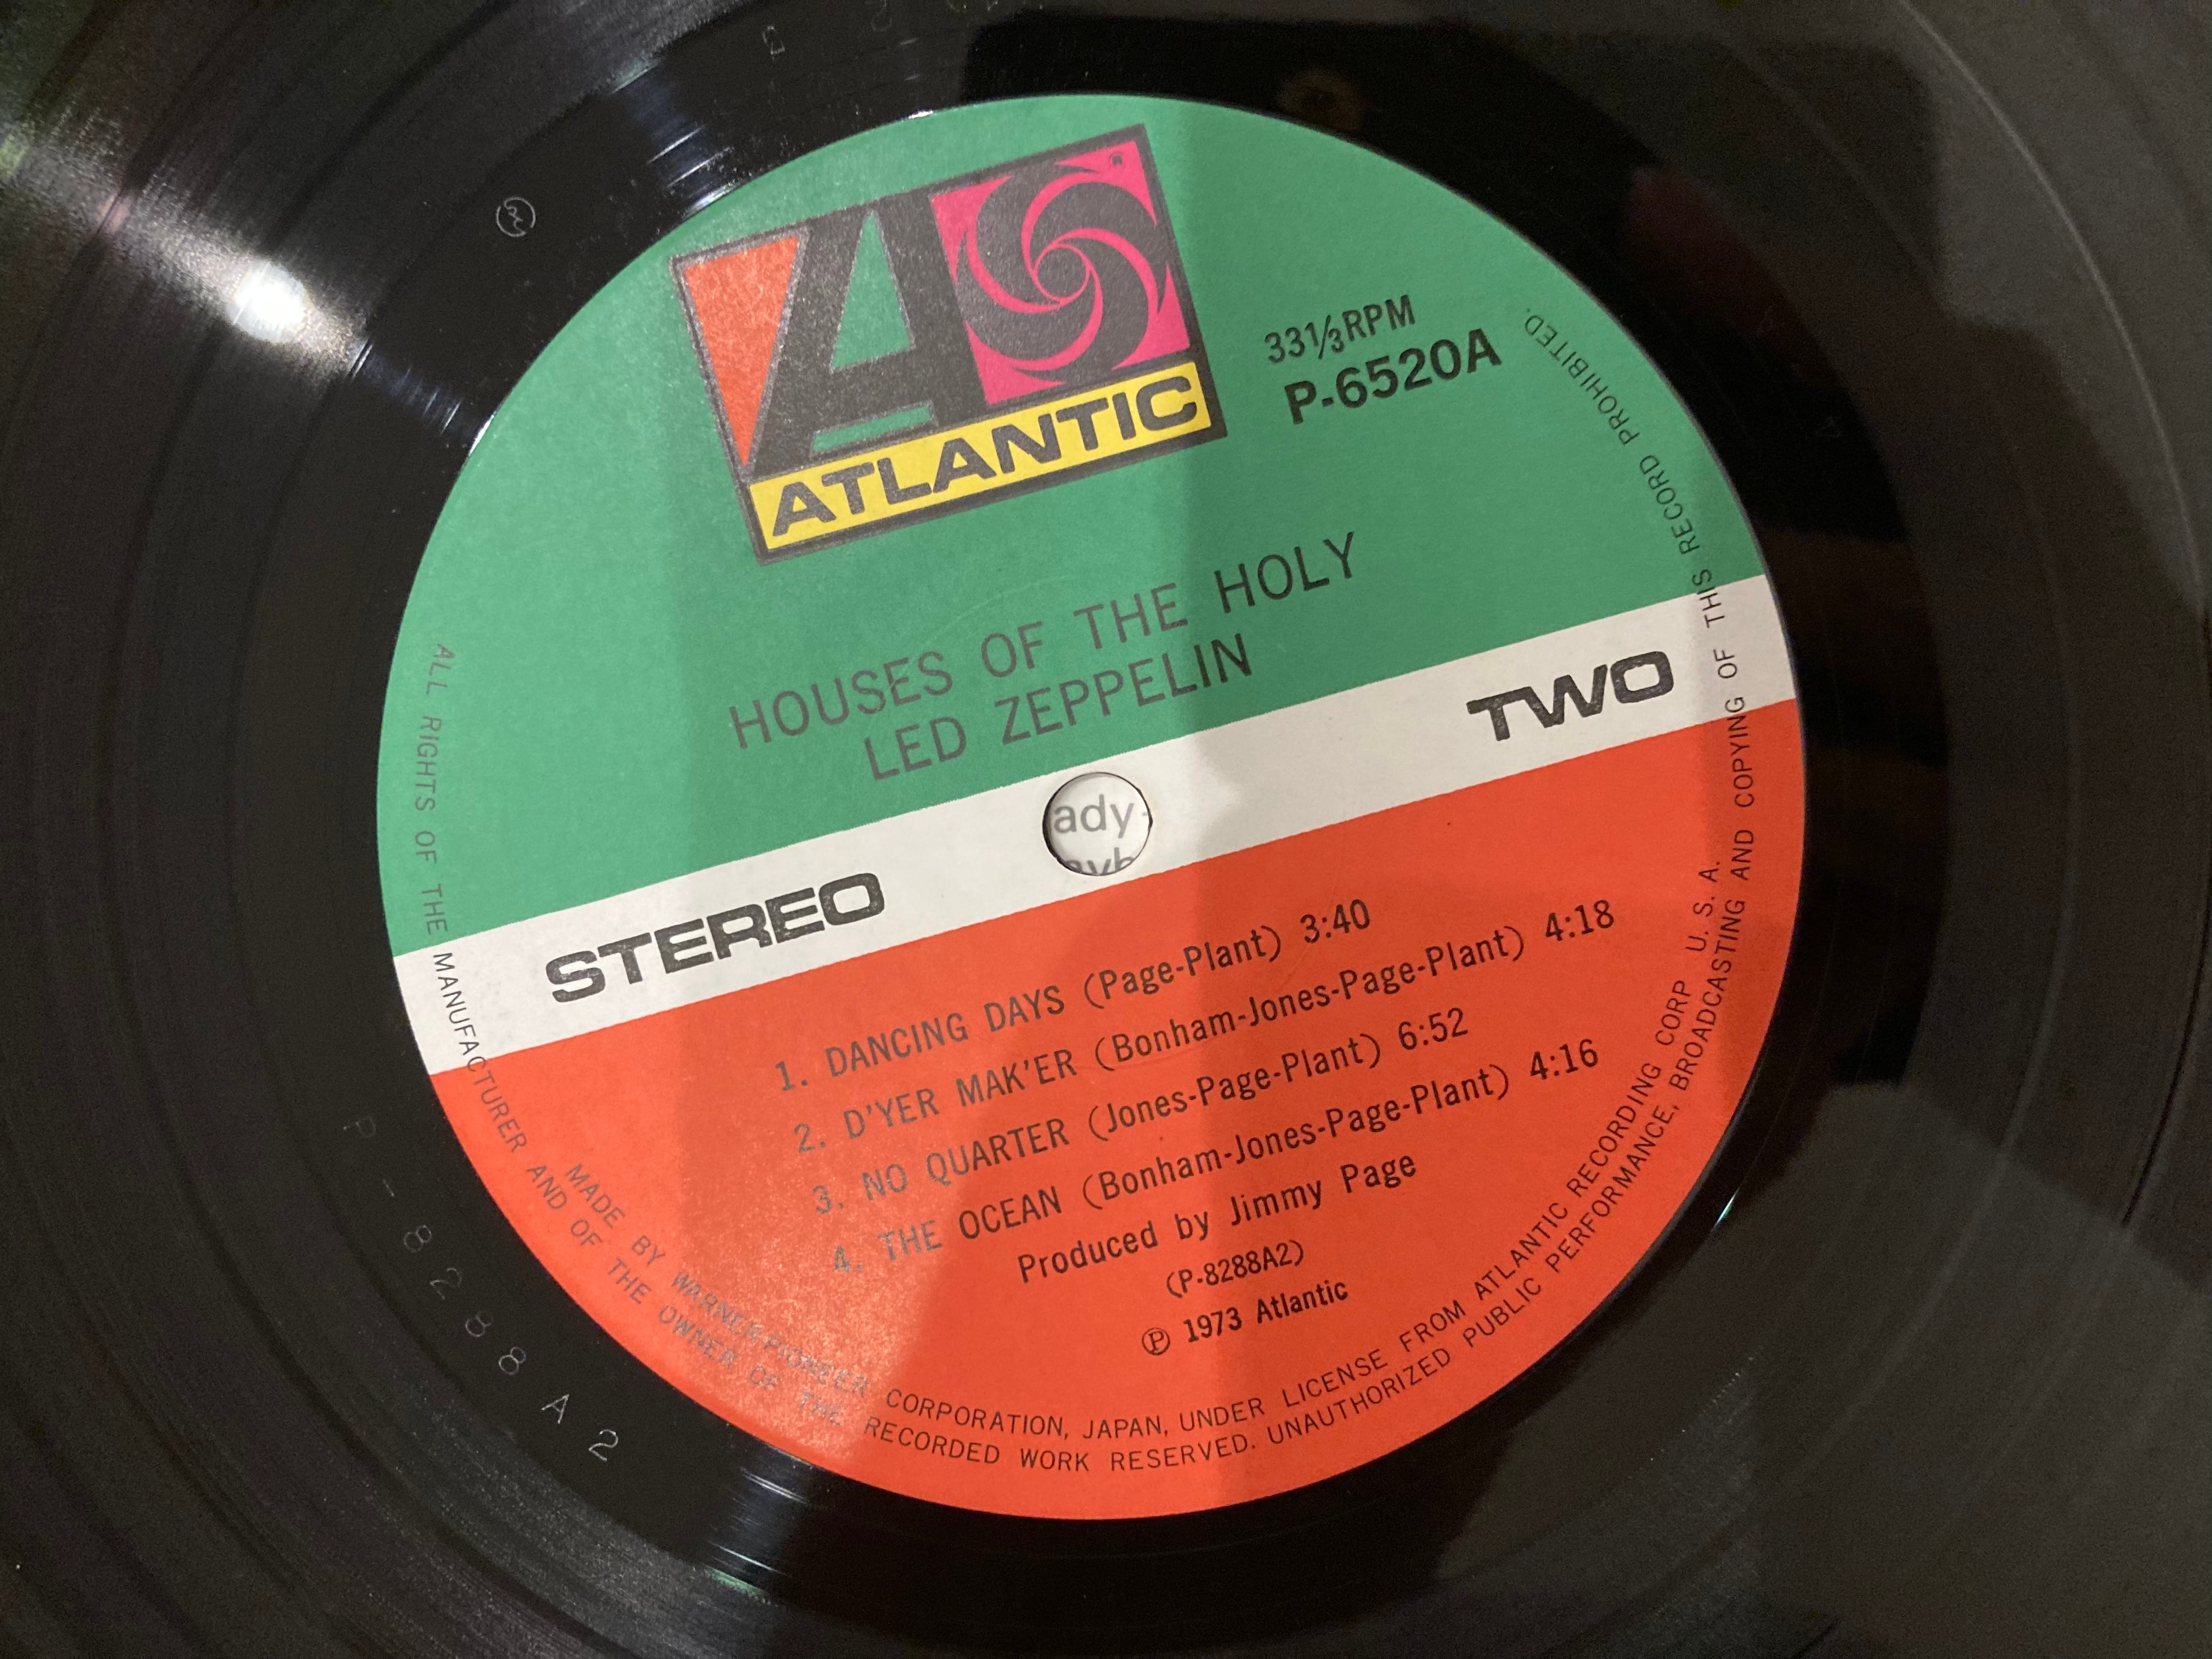 ATLANTIC
®
33⅓RPM
P-6520A
HOUSES OF THE HOLY
LED ZEPPELIN
STEREO
TWO
ady
1. DANCING DAYS (Page-Plant) 3:40
2. D'YER MAK'ER (Bonham-Jones-Page-Plant) 4:18
3. NO QUARTER (Jones-Page-Plant) 6:52
4. THE OCEAN (Bonham-Jones-Page-Plant) 4:16
Produced by Jimmy Page
(P-8288A2)
Ⓟ 1973 Atlantic
MADE BY WARNER-PIONEER CORPORATION, JAPAN, UNDER LICENSE FROM ATLANTIC RECORDING CORP U. S. A.
ALL RIGHTS OF THE MANUFACTURER AND OF THE OWNER OF THE RECORDED WORK RESERVED. UNAUTHORIZED PUBLIC PERFORMANCE, BROADCASTING AND COPYING OF THIS RECORD PROHIBITED.
P-8288A2